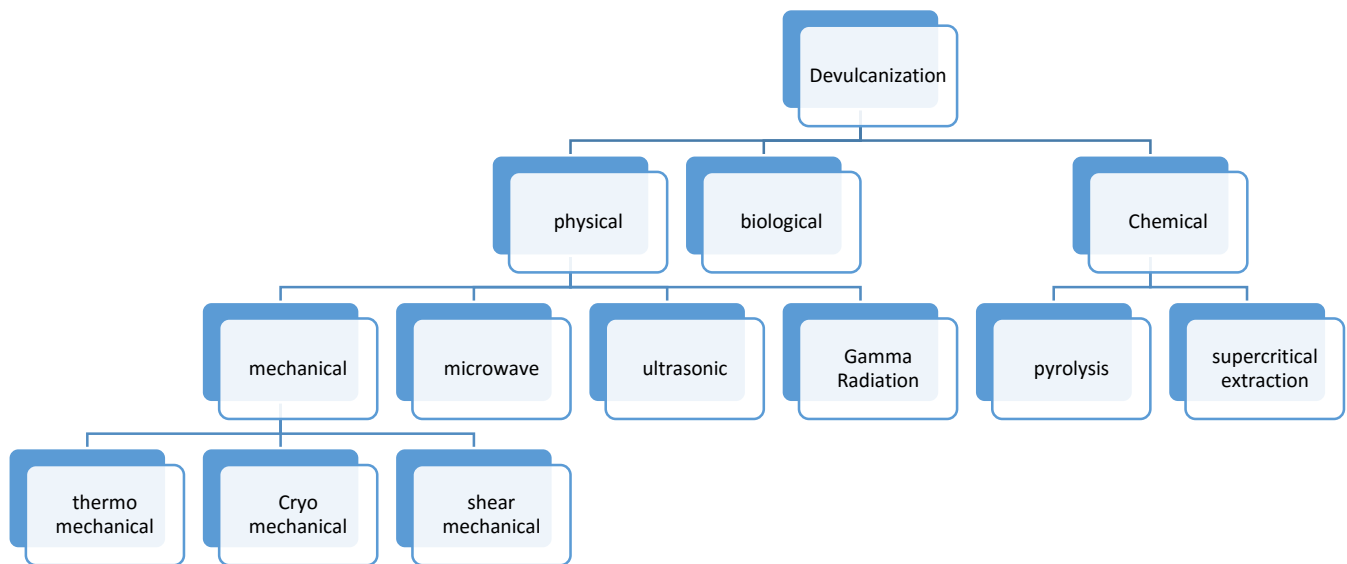 Devulcanization
physical
biological
Chemical
mechanical
microwave
ultrasonic
Gamma
Radiation
pyrolysis
supercritical
extraction
thermo
mechanical
Cryo
mechanical
shear
mechanical